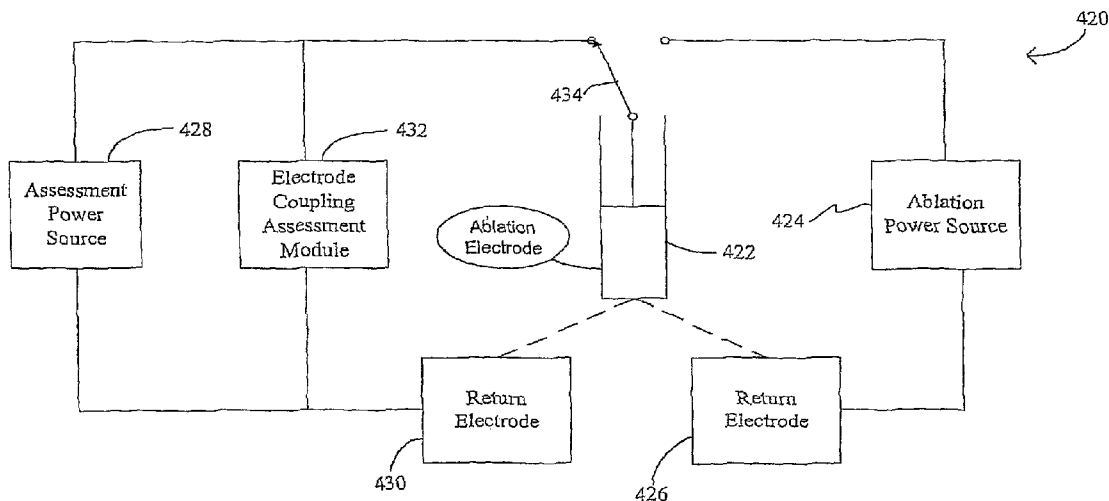 420
434
428
432
Assessment
Power
Source
Electrode
Coupling
Assessment
Module
Ablation
Electrode
422
424
Ablation
Power Source
Return
Electrode
430
Return
Electrode
426